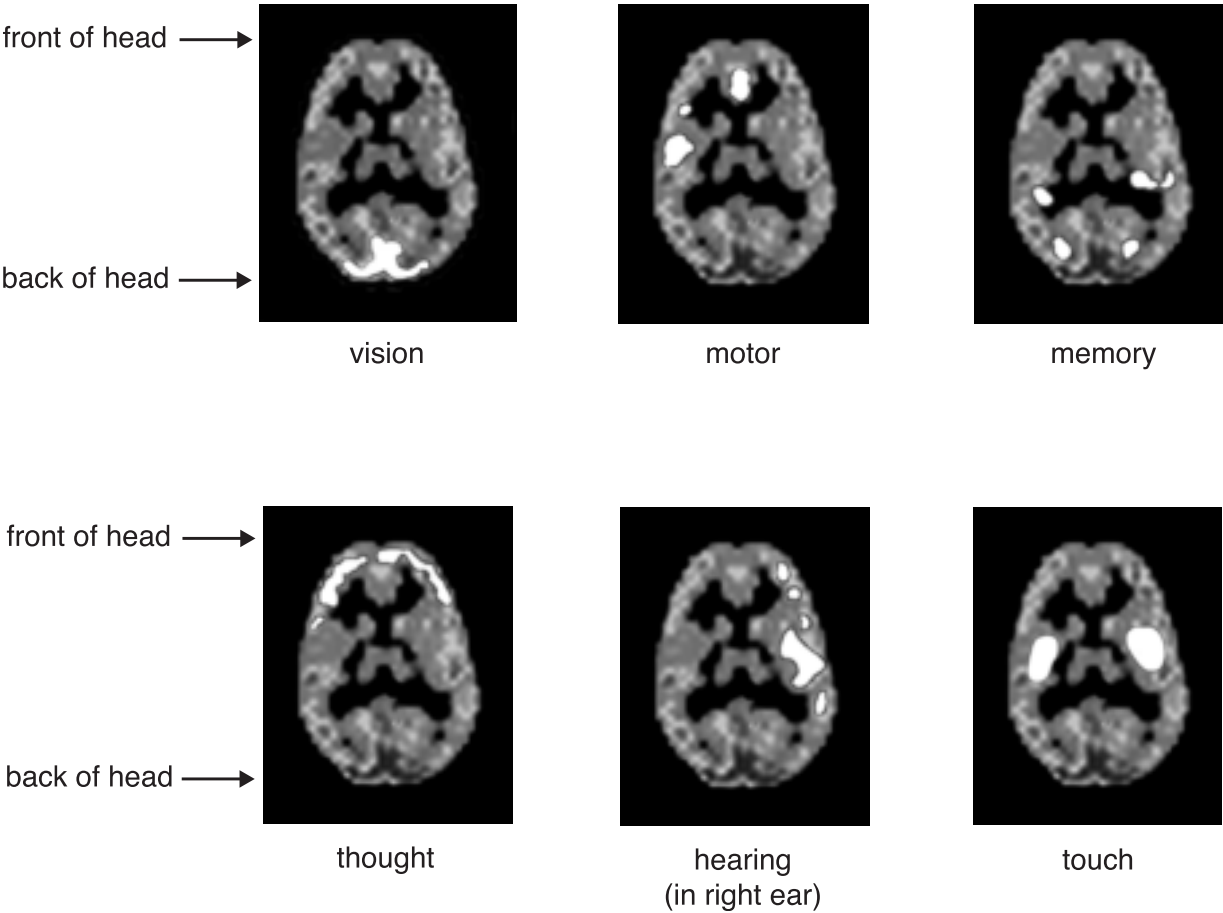 front of head
back of head
vision
motor
memory
front of head
back of head
thought
hearing
(in right ear)
touch